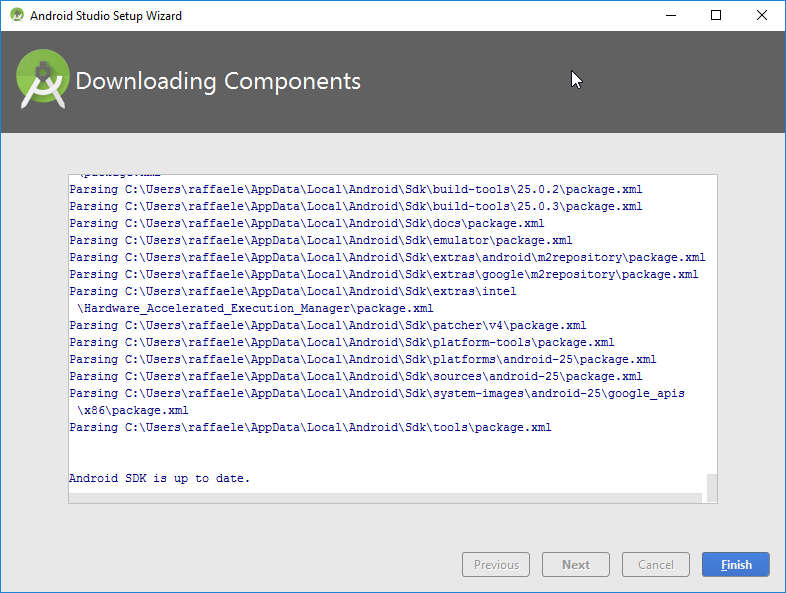 Android Studio Setup Wizard
Downloading Components
\package.xml
Parsing C:\Users\raffaele\AppData\Local\Android\Sdk\build-tools\25.0.2\package.xml
Parsing C:\Users\raffaele\AppData\Local\Android\Sdk\build-tools\25.0.3\package.xml
Parsing C:\Users\raffaele\AppData\Local\Android\Sdk\docs\package.xml
Parsing C:\Users\raffaele\AppData\Local\Android\Sdk\emulator\package.xml
Parsing C:\Users\raffaele\AppData\Local\Android\Sdk\extras\android\m2repository\package.xml
Parsing C:\Users\raffaele\AppData\Local\Android\Sdk\extras\google\m2repository\package.xml
Parsing C:\Users\raffaele\AppData\Local\Android\Sdk\extras\intel
\Hardware_Accelerated_Execution_Manager\package.xml
Parsing C:\Users\raffaele\AppData\Local\Android\Sdk\patcher\v4\package.xml
Parsing C:\Users\raffaele\AppData\Local\Android\Sdk\platform-tools\package.xml
Parsing C:\Users\raffaele\AppData\Local\Android\Sdk\platforms\android-25\package.xml
Parsing C:\Users\raffaele\AppData\Local\Android\Sdk\sources\android-25\package.xml
Parsing C:\Users\raffaele\AppData\Local\Android\Sdk\system-images\android-25\google_apis
\x86\package.xml
Parsing C:\Users\raffaele\AppData\Local\Android\Sdk\tools\package.xml
Android SDK is up to date.
Previous
Next
Cancel
Finish